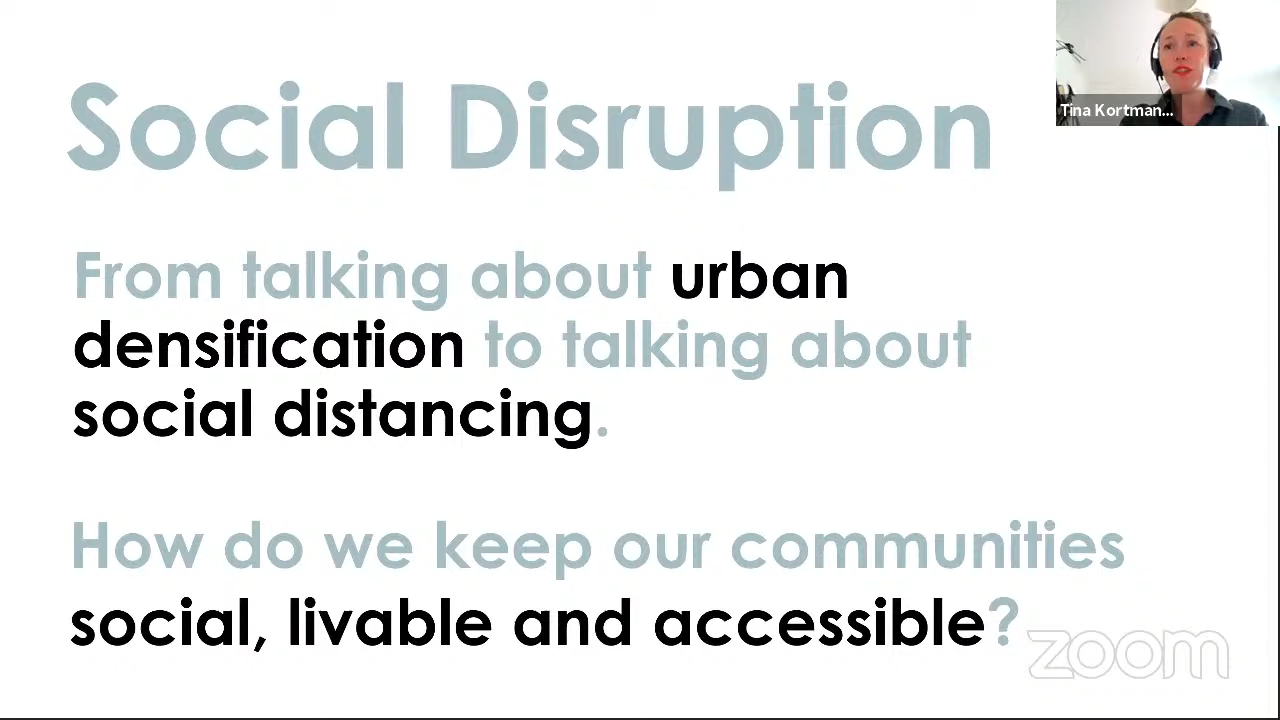 Social Disruption
Tina Kortman...
From talking about urban
densification to talking about
social distancing.
How do we keep our communities
social, livable and accessible?
zoom